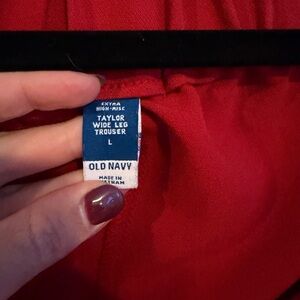 EXTRA
HIGH-RISE
TAYLOR
WIDE LEG
TROUSER
L
OLD NAVY
MADE IN
VIETNAM